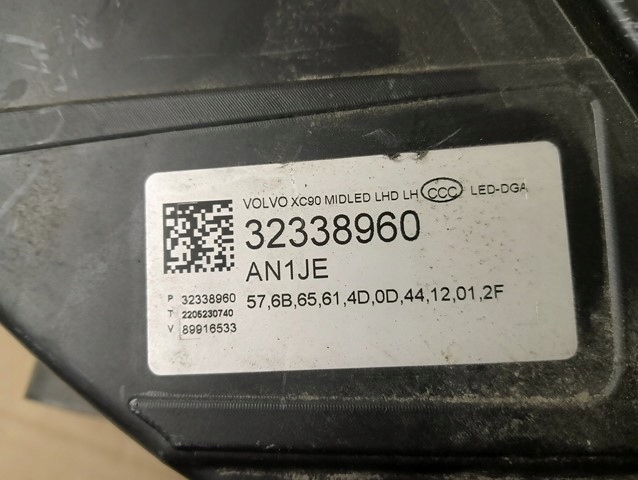 VOLVO XC90 MIDLED LHD LH CCC LED-DGA
32338960
AN1JE
57,6B,65,61,4D,0D,44,12,01,2F
P 32338960
T 2205230740
V 89916533